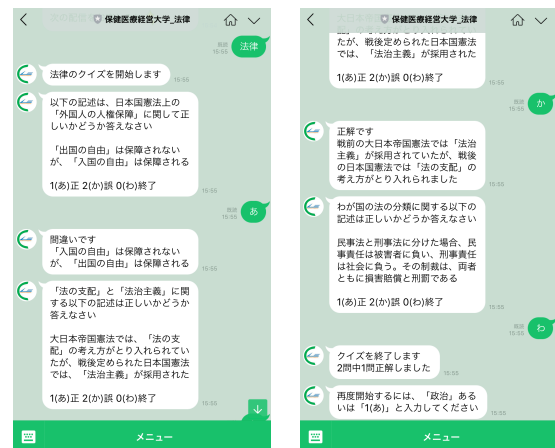 保健医療経営大学_法律
既読
15:55
法律
法律のクイズを開始します
15:55
以下の記述は、日本国憲法上の
「外国人の人権保障」に関して正
しいかどうか答えなさい
「出国の自由」は保障されない
が、「入国の自由」は保障される
1(あ)正 2(か)誤 0(わ)終了
15:55
既読
15:55
あ
間違いです
「入国の自由」は保障されない
が、「出国の自由」は保障される
15:55
「法の支配」と「法治主義」に関
する以下の記述は正しいかどうか
答えなさい
大日本帝国憲法では、「法の支
配」の考え方がとり入れられてい
たが、戦後定められた日本国憲法
では、「法治主義」が採用された
1(あ)正 2(か)誤 0(わ)終了
15:55
メニュー
保健医療経営大学_法律
たが、戦後定められた日本国憲法
では、「法治主義」が採用された
1(あ)正 2(か)誤 0(わ)終了
15:55
既読
15:55
か
正解です
戦前の大日本帝国憲法では「法治
主義」が採用されていたが、戦後
の日本国憲法では「法の支配」の
考え方がとり入れられました
15:55
わが国の法の分類に関する以下の
記述は正しいかどうか答えなさい
民事法と刑事法に分けた場合、民
事責任は被害者に負い、刑事責任
は社会に負う。その制裁は、両者
ともに損害賠償と刑罰である
1(あ)正 2(か)誤 0(わ)終了
15:55
既読
15:55
わ
クイズを終了します
2問中1問正解しました
15:55
再度開始するには、「政治」ある
いは「1(あ)」と入力してください
15:55
メニュー